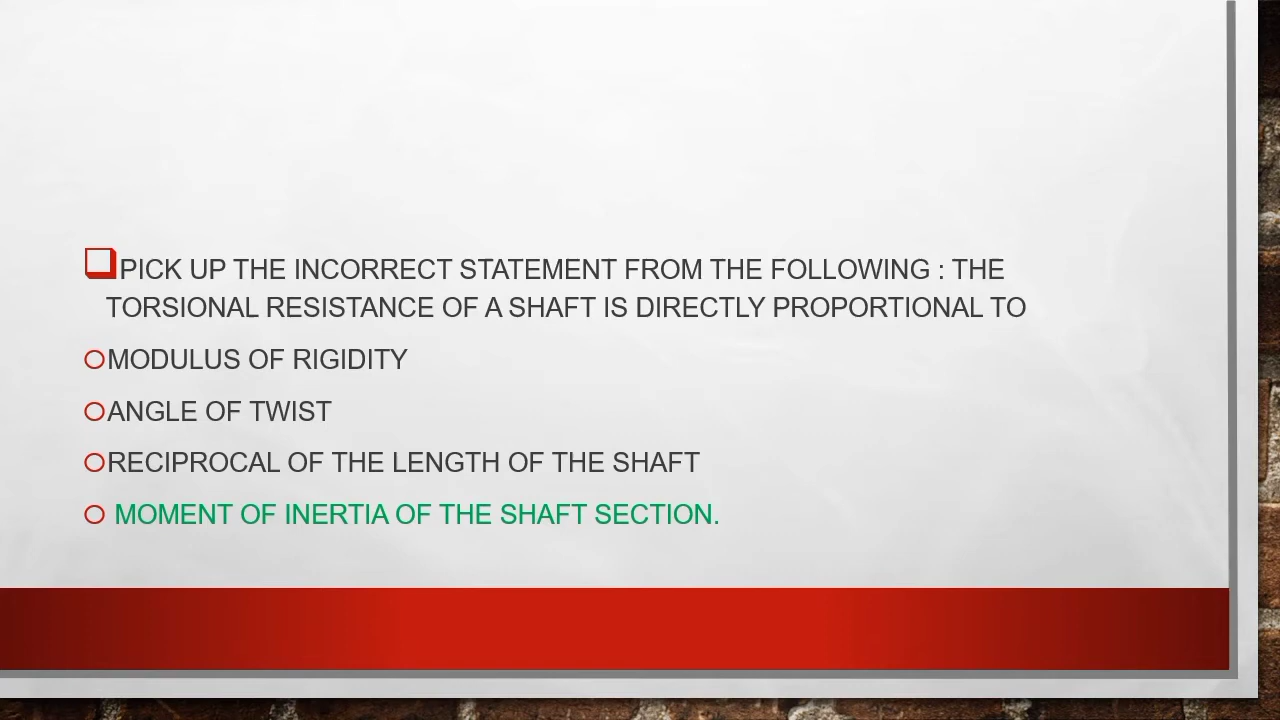 PICK UP THE INCORRECT STATEMENT FROM THE FOLLOWING : THE
TORSIONAL RESISTANCE OF A SHAFT IS DIRECTLY PROPORTIONAL TO
MODULUS OF RIGIDITY
ANGLE OF TWIST
RECIPROCAL OF THE LENGTH OF THE SHAFT
MOMENT OF INERTIA OF THE SHAFT SECTION.